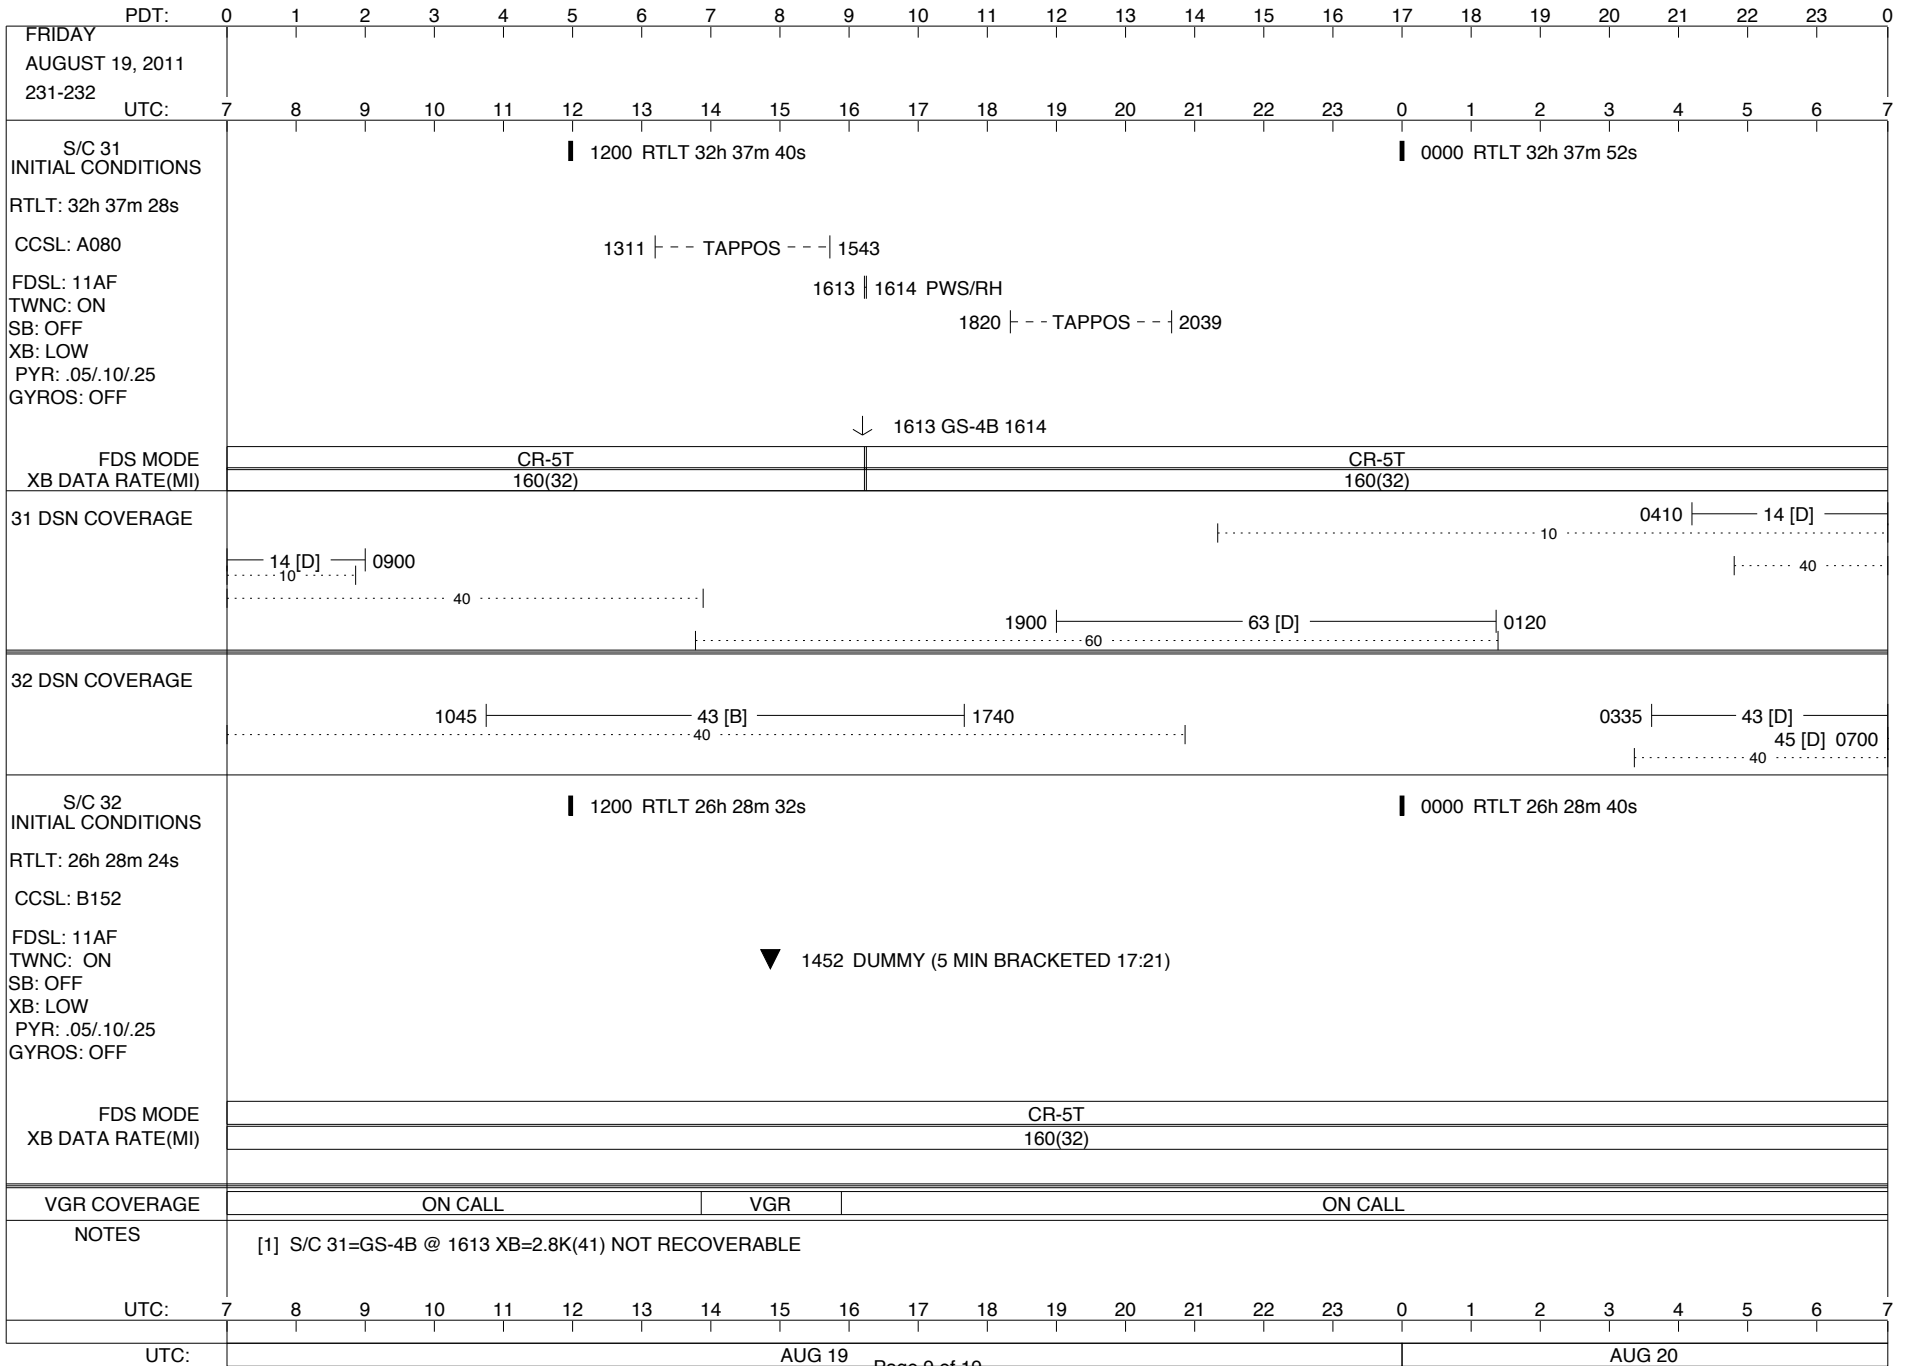 PDT: 0 1 2 3 4 5 6 7 8 9 10 11 12 13 14 15 16 17 18 19 20 21 22 23 0
FRIDAY
AUGUST 19, 2011
231-232
UTC: 7 8 9 10 11 12 13 14 15 16 17 18 19 20 21 22 23 0 1 2 3 4 5 6 7
S/C 31
INITIAL CONDITIONS
1200 RTLT 32h 37m 40s
0000 RTLT 32h 37m 52s
RTLT: 32h 37m 28s
CCSL: A080
1311 TAPPOS 1543
FDSL: 11AF
1613 1614 PWS/RH
TWNC: ON
SB: OFF
1820 TAPPOS 2039
XB: LOW
PYR: .05/.10/.25
GYROS: OFF
1613 GS-4B 1614
FDS MODE CR-5T CR-5T
XB DATA RATE(MI) 160(32) 160(32)
31 DSN COVERAGE
0410 14 [D]
10
14 [D] 0900
10
40
40
1900 63 [D] 0120
60
32 DSN COVERAGE
1045 43 [B] 1740
0335 43 [D]
40
45 [D] 0700
40
S/C 32
INITIAL CONDITIONS
1200 RTLT 26h 28m 32s
0000 RTLT 26h 28m 40s
RTLT: 26h 28m 24s
CCSL: B152
FDSL: 11AF
TWNC: ON
1452 DUMMY (5 MIN BRACKETED 17:21)
SB: OFF
XB: LOW
PYR: .05/.10/.25
GYROS: OFF
FDS MODE CR-5T
XB DATA RATE(MI) 160(32)
VGR COVERAGE ON CALL VGR ON CALL
NOTES
[1] S/C 31=GS-4B @ 1613 XB=2.8K(41) NOT RECOVERABLE
UTC: 7 8 9 10 11 12 13 14 15 16 17 18 19 20 21 22 23 0 1 2 3 4 5 6 7
UTC: AUG 19 AUG 20